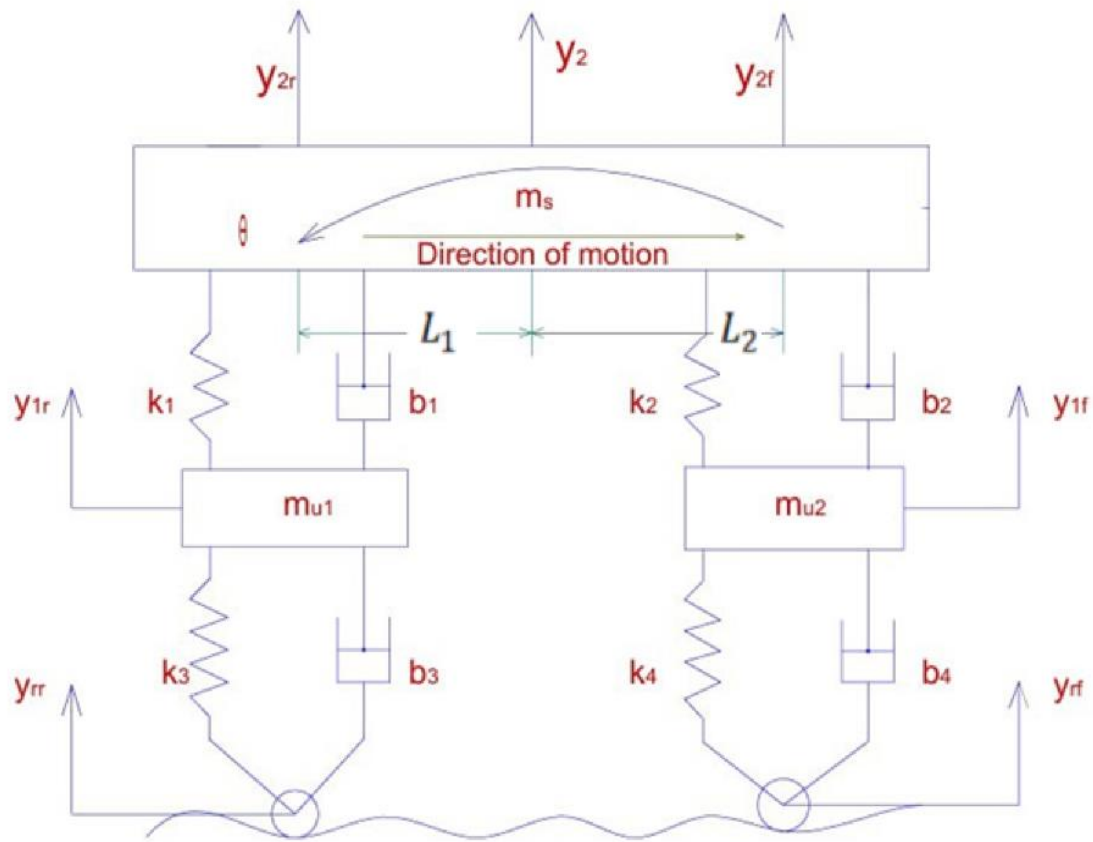 y2r y2 y2f
ms
θ
Direction of motion
L1 L2
y1r k1 b1 k2 b2 y1f
mu1 mu2
yrr k3 b3 k4 b4 yrf